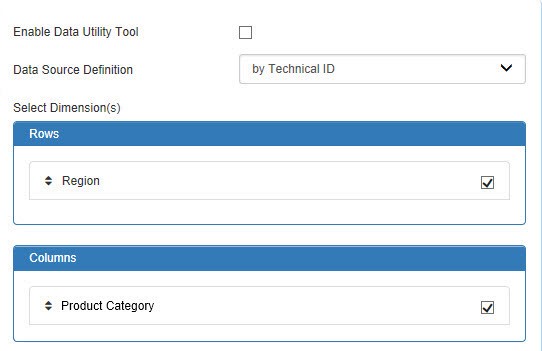 Enable Data Utility Tool
Data Source Definition
by Technical ID
Select Dimension(s)
Rows
Region
Columns
Product Category